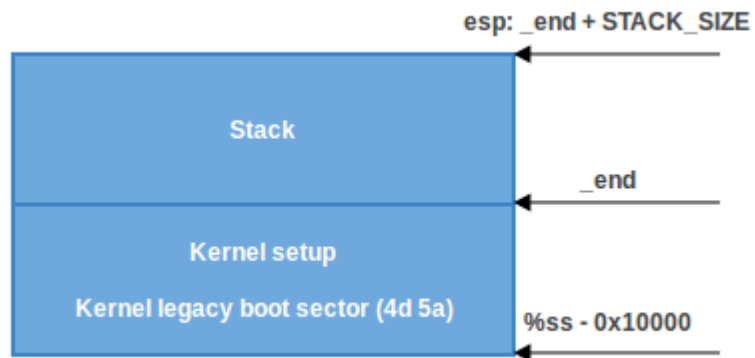 esp: _end + STACK_SIZE
Stack
_end
Kernel setup
Kernel legacy boot sector (4d 5a)
%ss - 0x10000